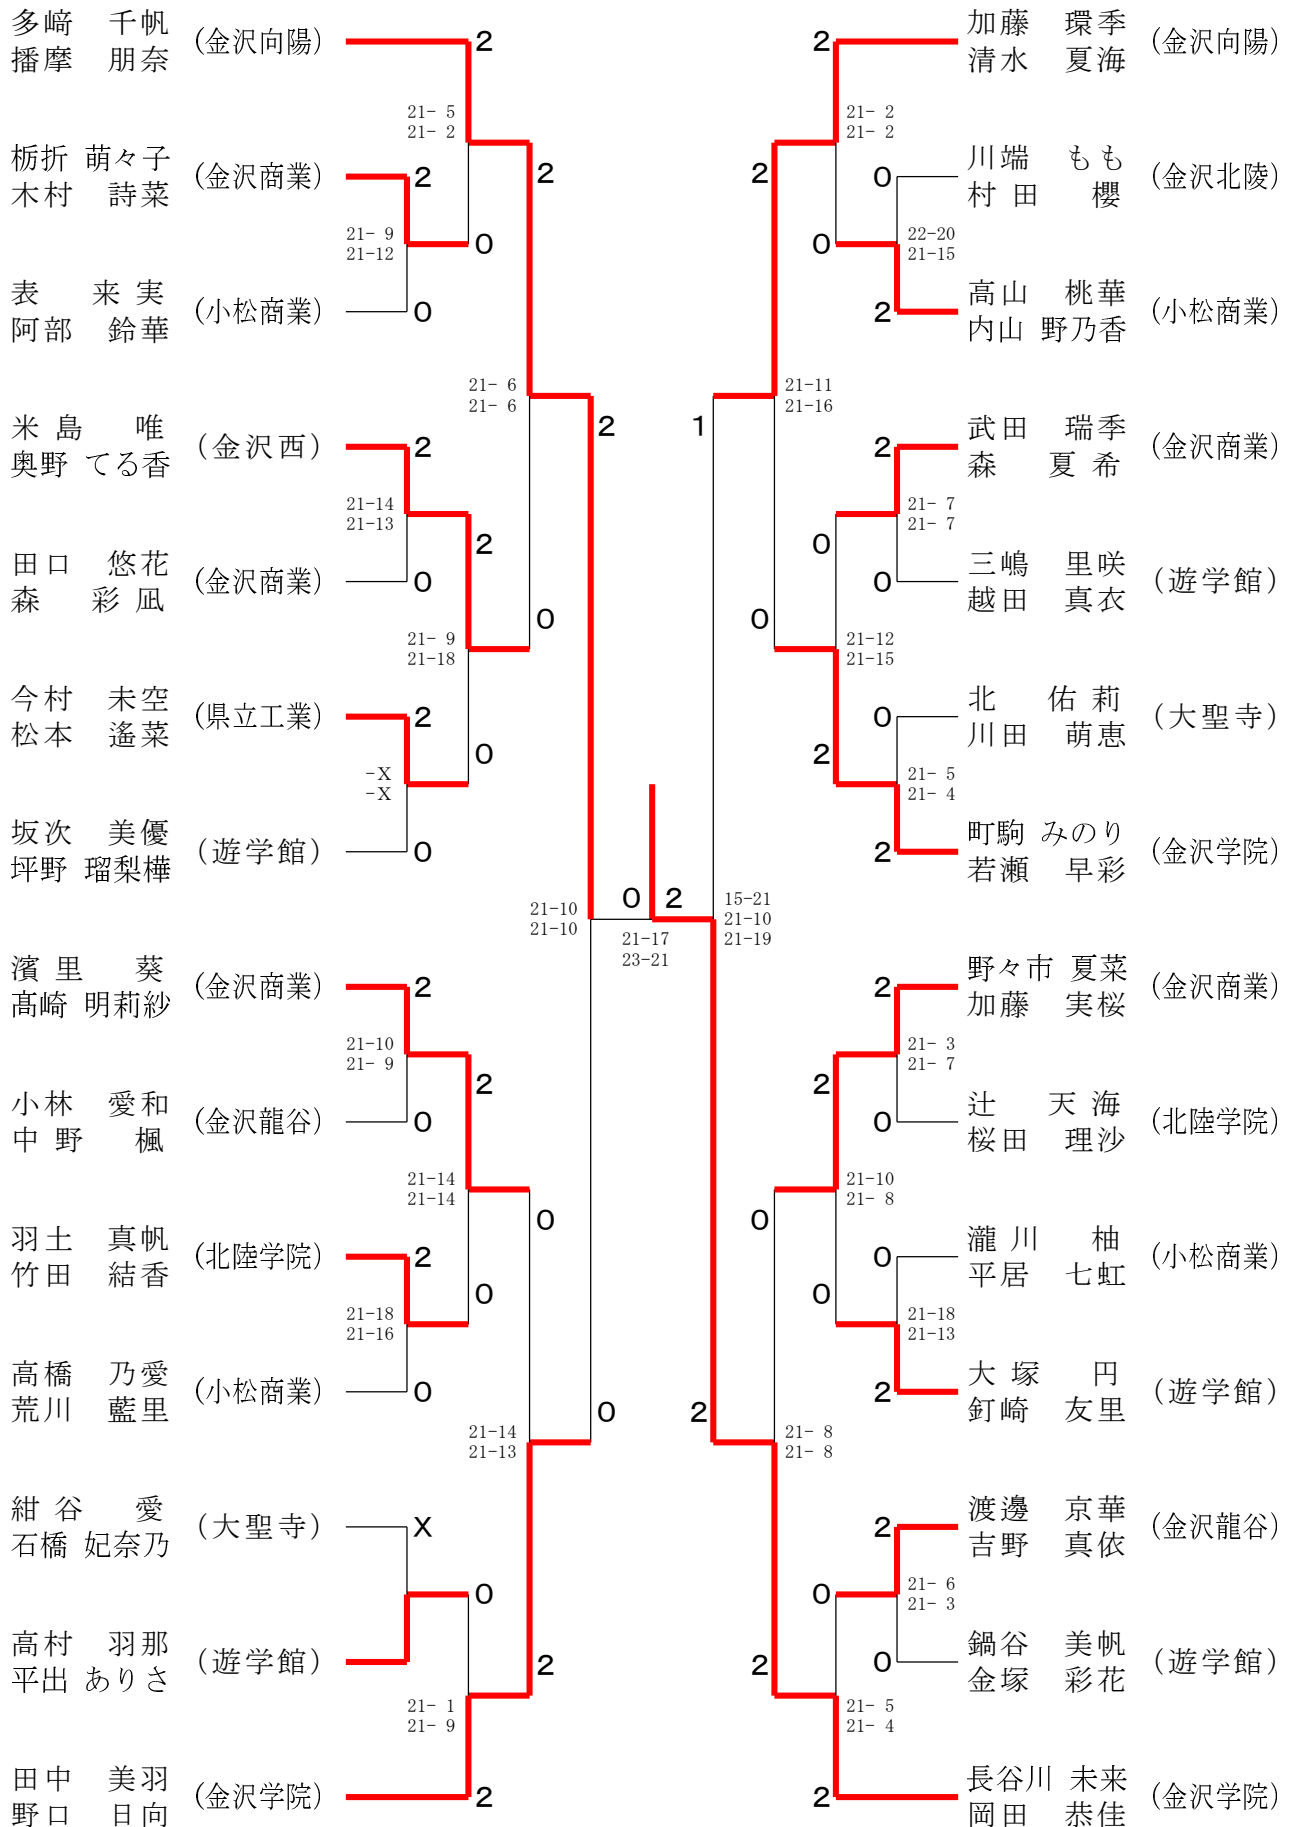 多﨑 千帆
播摩 朋奈
(金沢向陽)
2
21- 5
21- 2
栃折 萌々子
木村 詩菜
(金沢商業)
2
2
21- 9
21-12
0
表 来実
阿部 鈴華
(小松商業)
0
21- 6
21- 6
2
米島 唯
奥野 てる香
(金沢西)
2
21-14
21-13
2
田口 悠花
森 彩凪
(金沢商業)
0
0
21- 9
21-18
今村 未空
松本 遙菜
(県立工業)
2
0
-X
-X
坂次 美優
坪野 瑠梨樺
(遊学館)
0
21-10
21-10
濱里 葵
髙崎 明莉紗
(金沢商業)
2
21-10
21- 9
2
小林 愛和
中野 楓
(金沢龍谷)
0
21-14
21-14
0
羽土 真帆
竹田 結香
(北陸学院)
2
0
21-18
21-16
高橋 乃愛
荒川 藍里
(小松商業)
0
0
21-14
21-13
紺谷 愛
石橋 妃奈乃
(大聖寺)
X
0
高村 羽那
平出 ありさ
(遊学館)
2
21- 1
21- 9
田中 美羽
野口 日向
(金沢学院)
2
0 2
21-17
23-21
2
加藤 環季
清水 夏海
(金沢向陽)
21- 2
21- 2
2
0
川端 もも
村田 櫻
(金沢北陵)
0
22-20
21-15
2
高山 桃華
内山 野乃香
(小松商業)
1
21-11
21-16
2
武田 瑞季
森 夏希
(金沢商業)
0
21- 7
21- 7
0
三嶋 里咲
越田 真衣
(遊学館)
0
21-12
21-15
0
北 佑莉
川田 萌恵
(大聖寺)
2
21- 5
21- 4
2
町駒 みのり
若瀬 早彩
(金沢学院)
15-21
21-10
21-19
2
野々市 夏菜
加藤 実桜
(金沢商業)
2
21- 3
21- 7
0
辻 天海
桜田 理沙
(北陸学院)
21-10
21- 8
0
0
瀧川 柚
平居 七虹
(小松商業)
0
21-18
21-13
2
大塚 円
釘崎 友里
(遊学館)
2
21- 8
21- 8
2
渡邊 京華
吉野 真依
(金沢龍谷)
0
21- 6
21- 3
2
0
鍋谷 美帆
金塚 彩花
(遊学館)
21- 5
21- 4
2
長谷川 未来
岡田 恭佳
(金沢学院)